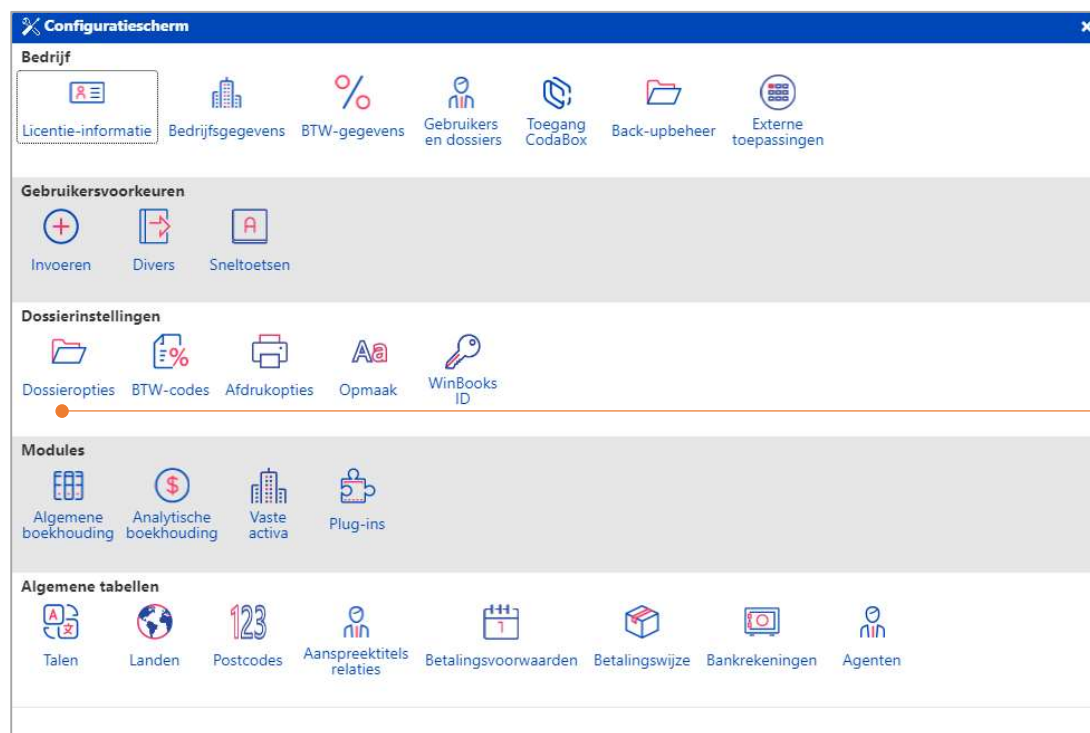 Configuratiescherm
Bedrijf
Licentie-informatie Bedrijfsgegevens BTW-gegevens Gebruikers en dossiers Toegang CodaBox Back-upbeheer Externe toepassingen
Gebruikersvoorkeuren
Invoeren Divers Sneltoetsen
Dossierinstellingen
Dossieropties BTW-codes Afdrukopties Opmaak WinBooks ID
Modules
Algemene boekhouding Analytische boekhouding Vaste activa Plug-ins
Algemene tabellen
Talen Landen Postcodes Aanspreektitels relaties Betalingsvoorwaarden Betalingswijze Bankrekeningen Agenten